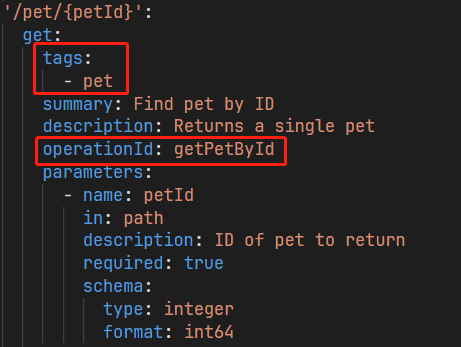 '/pet/{petId}':
get:
tags:
- pet
summary: Find pet by ID
description: Returns a single pet
operationId: getPetById
parameters:
- name: petId
in: path
description: ID of pet to return
required: true
schema:
type: integer
format: int64